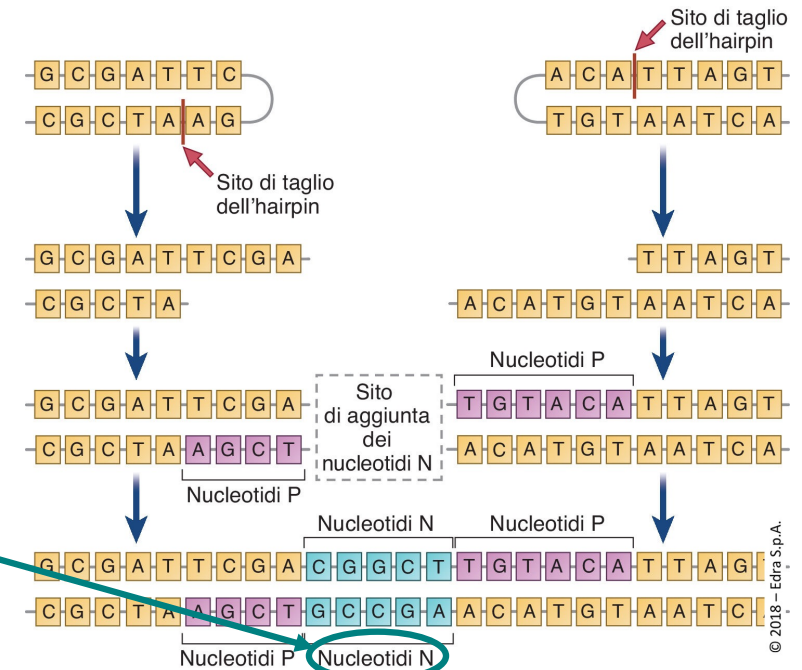 Sito di taglio
dell'hairpin
G C G A T T C
A C A T T A G T
C G C T A A G
T G T A A T C A
Sito di taglio
dell'hairpin
G C G A T T C G A
T T A G T
C G C T A
A C A T G T A A T C A
Nucleotidi P
Sito
di aggiunta
dei
nucleotidi N
G C G A T T C G A
T G T A C A T T A G T
C G C T A A G C T
A C A T G T A A T C A
Nucleotidi P
Nucleotidi N
Nucleotidi P
G C G A T T C G A C G G C T T G T A C A T T A G
C G C T A A G C T G C C G A A C A T G T A A T C
Nucleotidi P
Nucleotidi N
© 2018 – Edra S.p.A.